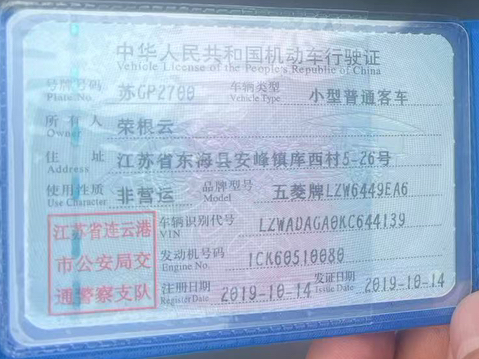 中华人民共和国机动车行驶证
Vehicle License of the People's Republic of China
号牌号码 Plate No. 苏GP2700 车辆类型 Vehicle Type 小型普通客车
所有人 Owner 荣根云
住址 Address 江苏省东海县安峰镇库西村5-26号
使用性质 Use Character 非营运 品牌型号 Model 五菱牌LZW6449EA6
江苏省连云港
市公安局交
通警察支队
车辆识别代号 VIN LZWADAGA0KC644139
发动机号码 Engine No. 1CK60510080
注册日期 Register Date 2019-10-14 发证日期 Issue Date 2019-10-14